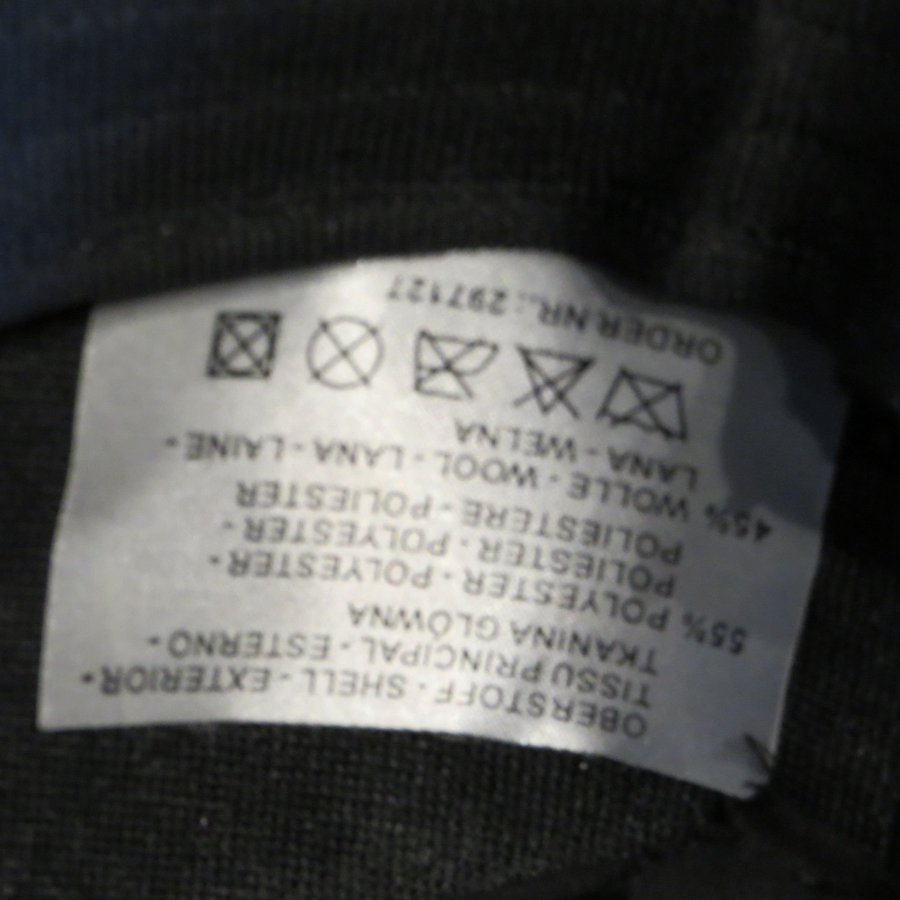 OBERSTOFF - SHELL - EXTERIOR -
TISSU PRINCIPAL - ESTERNO -
TKANINA GŁÓWNA
55% POLYESTER - POLYESTER -
POLIESTER - POLYESTER -
POLIESTERE - POLIESTER
45% WOLLE - WOOL - LANA - LAINE -
LANA - WEŁNA
ORDER NR.: 297127